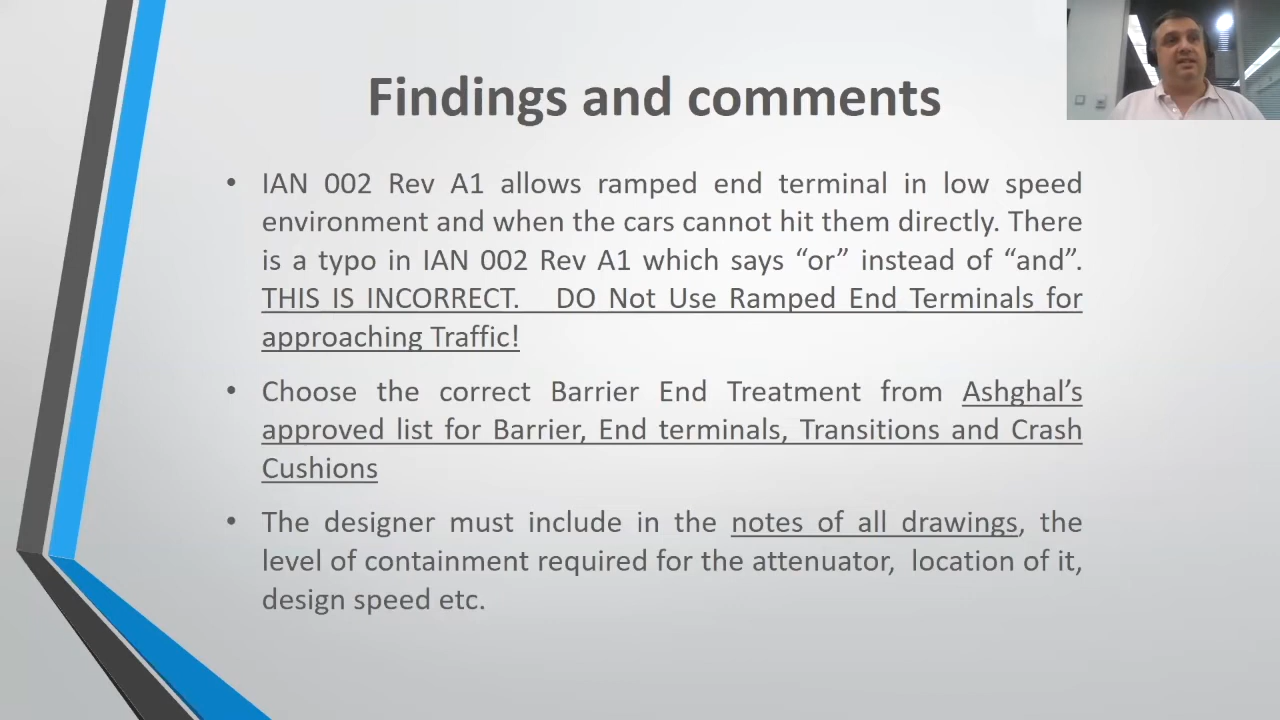 Findings and comments
• IAN 002 Rev A1 allows ramped end terminal in low speed
environment and when the cars cannot hit them directly. There
is a typo in IAN 002 Rev A1 which says “or” instead of “and”.
THIS IS INCORRECT. DO Not Use Ramped End Terminals for
approaching Traffic!
• Choose the correct Barrier End Treatment from Ashghal’s
approved list for Barrier, End terminals, Transitions and Crash
Cushions
• The designer must include in the notes of all drawings, the
level of containment required for the attenuator, location of it,
design speed etc.